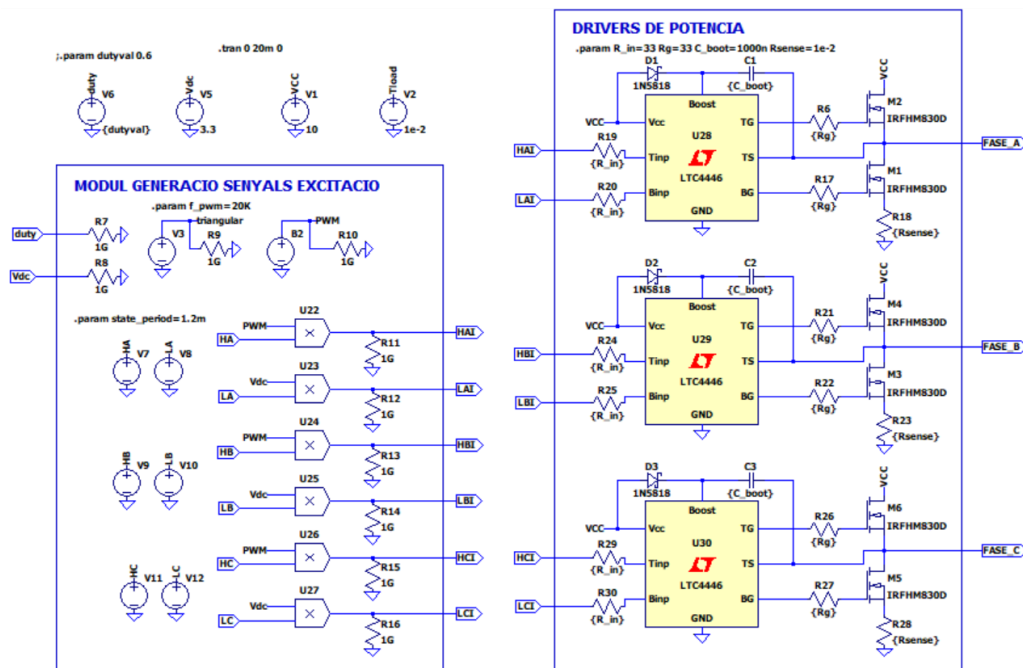 DRIVERS DE POTENCIA
;.param dutyval 0.6
.tran 0 20m 0
.param R_in=33 Rg=33 C_boot=1000n Rsense=1e-2
duty
V6
{dutyval}
Vdc
V5
3.3
VCC
V1
10
Tload
V2
1e-2
MODUL GENERACIO SENYALS EXCITACIO
.param f_pwm=20K
duty
R7
1G
Vdc
R8
1G
triangular
V3
R9
1G
PWM
B2
R10
1G
.param state_period=1.2m
HA
V7
LA
V8
HB
V9
LB
V10
HC
V11
LC
V12
U22
PWM
HA
R11
1G
HAI
U23
Vdc
LA
R12
1G
LAI
U24
PWM
HB
R13
1G
HBI
U25
Vdc
LB
R14
1G
LBI
U26
PWM
HC
R15
1G
HCI
U27
Vdc
LC
R16
1G
LCI
D1
1N5818
C1
{C_boot}
VCC
HAI
R19
{R_in}
LAI
R20
{R_in}
Boost
Vcc
TG
U28
Tinp
TS
LTC4446
Binp
BG
GND
R6
{Rg}
R17
{Rg}
VCC
M2
IRFHM830D
FASE_A
M1
IRFHM830D
R18
{Rsense}
D2
1N5818
C2
{C_boot}
VCC
HBI
R24
{R_in}
LBI
R25
{R_in}
Boost
Vcc
TG
U29
Tinp
TS
LTC4446
Binp
BG
GND
R21
{Rg}
R22
{Rg}
VCC
M4
IRFHM830D
FASE_B
M3
IRFHM830D
R23
{Rsense}
D3
1N5818
C3
{C_boot}
VCC
HCI
R29
{R_in}
LCI
R30
{R_in}
Boost
Vcc
TG
U30
Tinp
TS
LTC4446
Binp
BG
GND
R26
{Rg}
R27
{Rg}
VCC
M6
IRFHM830D
FASE_C
M5
IRFHM830D
R28
{Rsense}